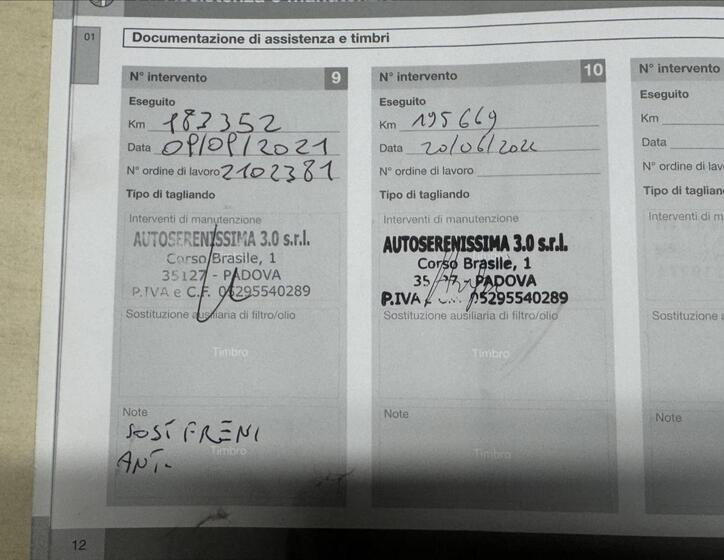 01
Documentazione di assistenza e timbri
N° intervento 9
Eseguito
Km 183352
Data 09/09/2021
N° ordine di lavoro 2102381
Tipo di tagliando
Interventi di manutenzione
AUTOSERENISSIMA 3.0 s.r.l.
Corso Brasile, 1
35127 - PADOVA
P.IVA e C.F. 05295540289
Sostituzione ausiliaria di filtro/olio
Timbro
Note
SOST FRENI
ANT.
Timbro
N° intervento 10
Eseguito
Km 195669
Data 20/06/2022
N° ordine di lavoro
Tipo di tagliando
Interventi di manutenzione
AUTOSERENISSIMA 3.0 s.r.l.
Corso Brasile, 1
PADOVA
P.IVA 05295540289
Sostituzione ausiliaria di filtro/olio
Timbro
Note
Timbro
N° intervento
Eseguito
Km
Data
N° ordine di lav
Tipo di taglian
Interventi di m
Sostituzione a
Note
12